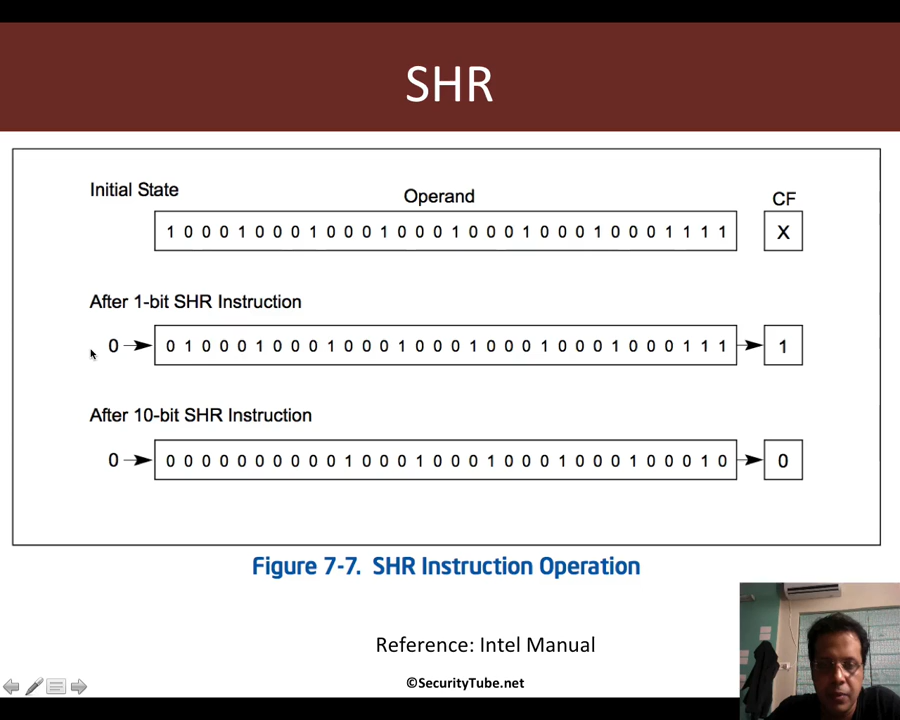 SHR
Initial State
Operand
CF
1 0 0 0 1 0 0 0 1 0 0 0 1 0 0 0 1 0 0 0 1 0 0 0 1 0 0 0 1 1 1 1
X
After 1-bit SHR Instruction
0
0 1 0 0 0 1 0 0 0 1 0 0 0 1 0 0 0 1 0 0 0 1 0 0 0 1 0 0 0 1 1 1
1
After 10-bit SHR Instruction
0
0 0 0 0 0 0 0 0 0 0 1 0 0 0 1 0 0 0 1 0 0 0 1 0 0 0 1 0 0 0 1 0
0
Figure 7-7. SHR Instruction Operation
Reference: Intel Manual
©SecurityTube.net